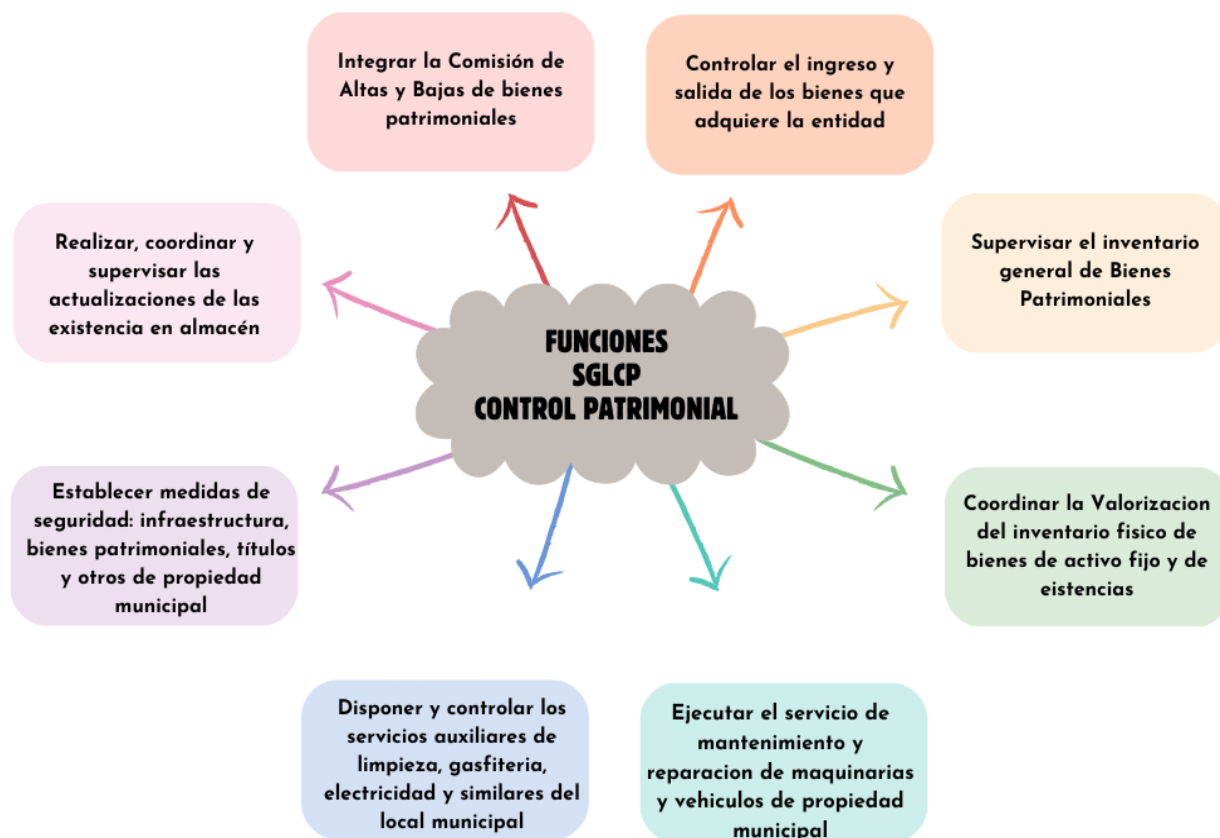 Integrar la Comisión de
Altas y Bajas de bienes
patrimoniales
Controlar el ingreso y
salida de los bienes que
adquiere la entidad
Realizar, coordinar y
supervisar las
actualizaciones de las
existencia en almacén
Supervisar el inventario
general de Bienes
Patrimoniales
FUNCIONES
SGLCP
CONTROL PATRIMONIAL
Establecer medidas de
seguridad: infraestructura,
bienes patrimoniales, títulos
y otros de propiedad
municipal
Coordinar la Valorizacion
del inventario fisico de
bienes de activo fijo y de
eistencias
Disponer y controlar los
servicios auxiliares de
limpieza, gasfiteria,
electricidad y similares del
local municipal
Ejecutar el servicio de
mantenimiento y
reparacion de maquinarias
y vehiculos de propiedad
municipal